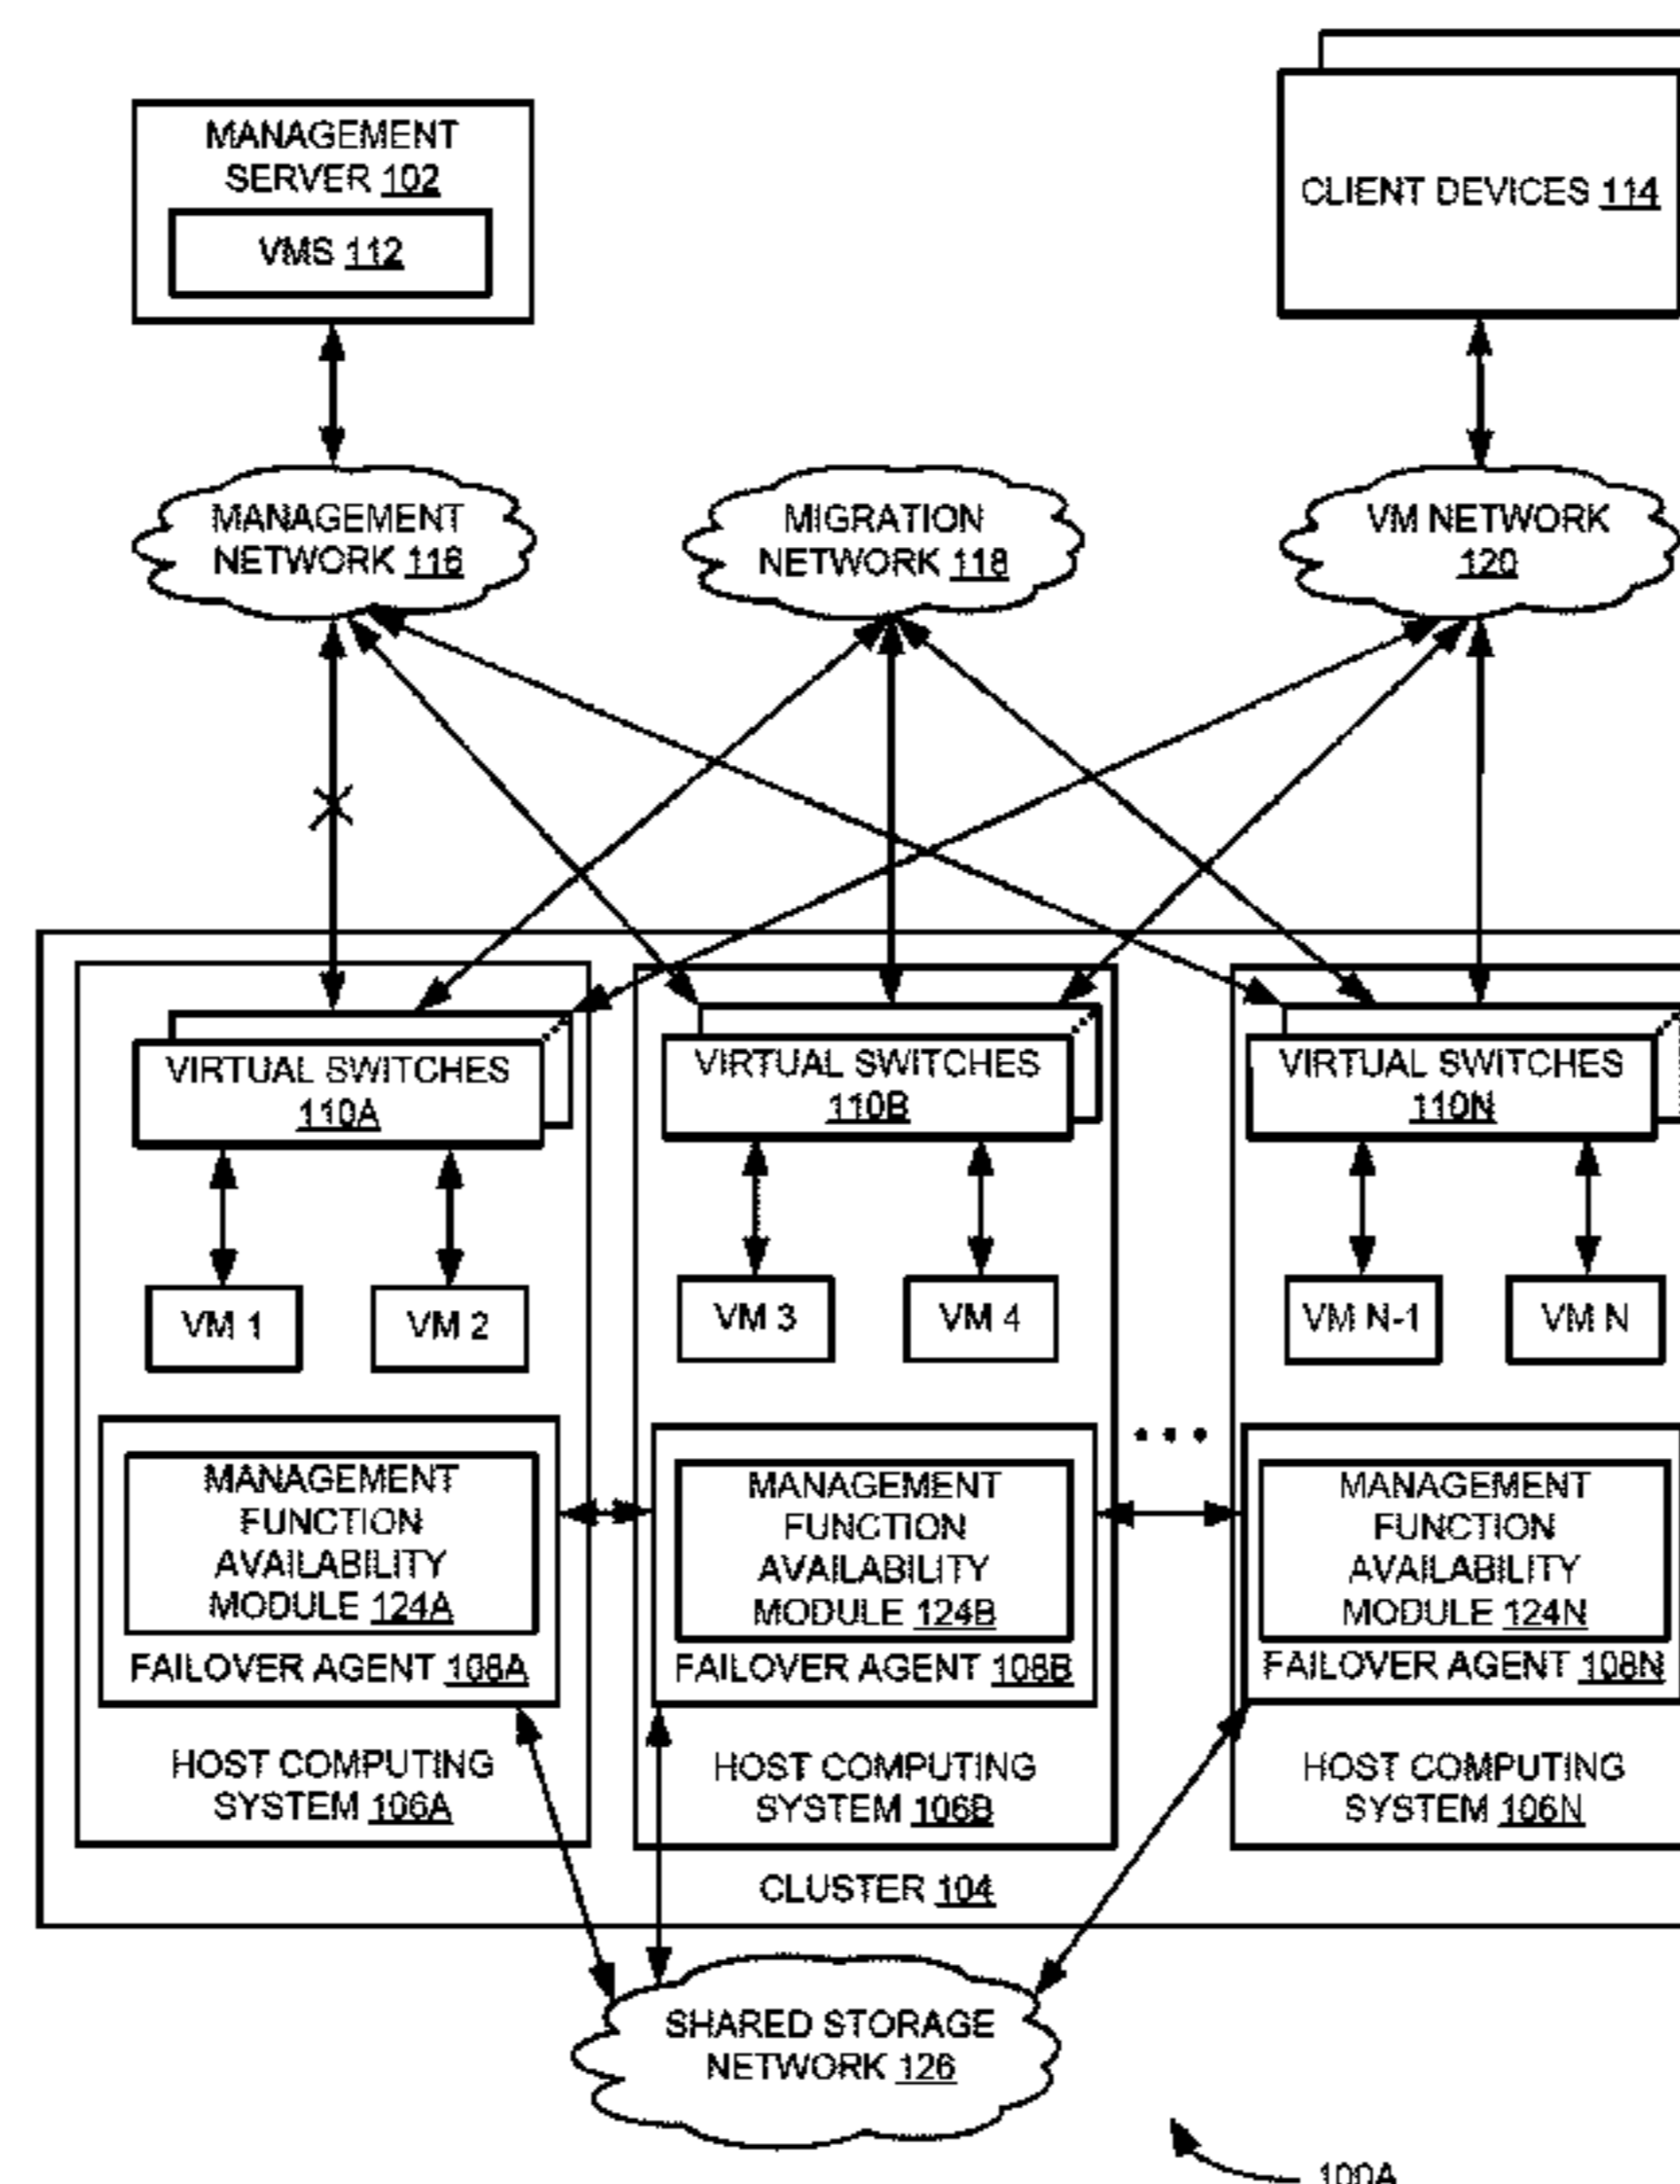 MANAGEMENT
SERVER 102
VMS 112
CLIENT DEVICES 114
MANAGEMENT
NETWORK 116
MIGRATION
NETWORK 118
VM NETWORK
120
VIRTUAL SWITCHES
110A
VIRTUAL SWITCHES
110B
VIRTUAL SWITCHES
110N
VM 1
VM 2
VM 3
VM 4
VM N-1
VM N
MANAGEMENT
FUNCTION
AVAILABILITY
MODULE 124A
FAILOVER AGENT 108A
MANAGEMENT
FUNCTION
AVAILABILITY
MODULE 124B
FAILOVER AGENT 108B
MANAGEMENT
FUNCTION
AVAILABILITY
MODULE 124N
FAILOVER AGENT 108N
HOST COMPUTING
SYSTEM 106A
HOST COMPUTING
SYSTEM 106B
HOST COMPUTING
SYSTEM 106N
CLUSTER 104
SHARED STORAGE
NETWORK 126
100A